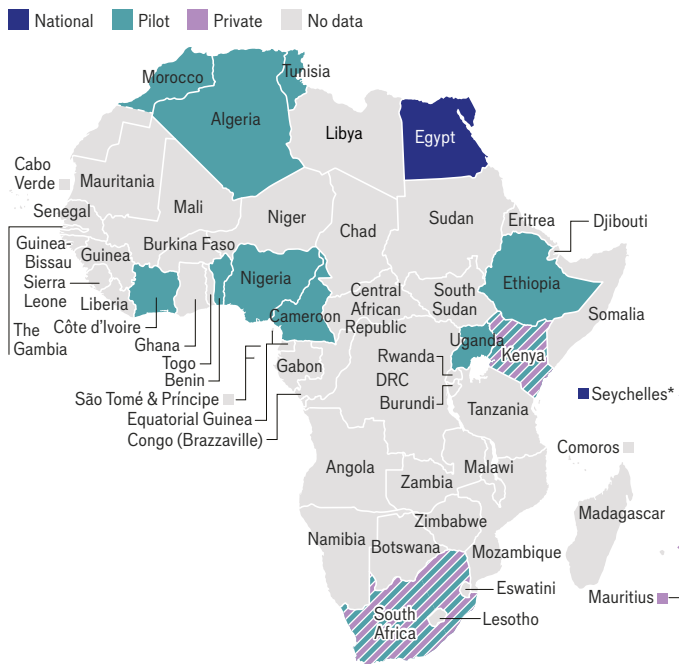 National
Pilot
Private
No data
Morocco
Tunisia
Algeria
Libya
Egypt
Cabo
Verde
Mauritania
Mali
Niger
Chad
Sudan
Eritrea
Djibouti
Senegal
Guinea-
Bissau
Guinea
Burkina Faso
Sierra
Leone
Nigeria
Central
African
Republic
South
Sudan
Ethiopia
Somalia
Liberia
The
Gambia
Côte d'Ivoire
Ghana
Togo
Benin
Cameroon
São Tomé & Príncipe
Equatorial Guinea
Congo (Brazzaville)
Gabon
Uganda
Kenya
Rwanda
DRC
Burundi
Tanzania
Seychelles*
Comoros
Angola
Zambia
Malawi
Madagascar
Zimbabwe
Namibia
Botswana
Mozambique
Mauritius
Eswatini
South
Africa
Lesotho